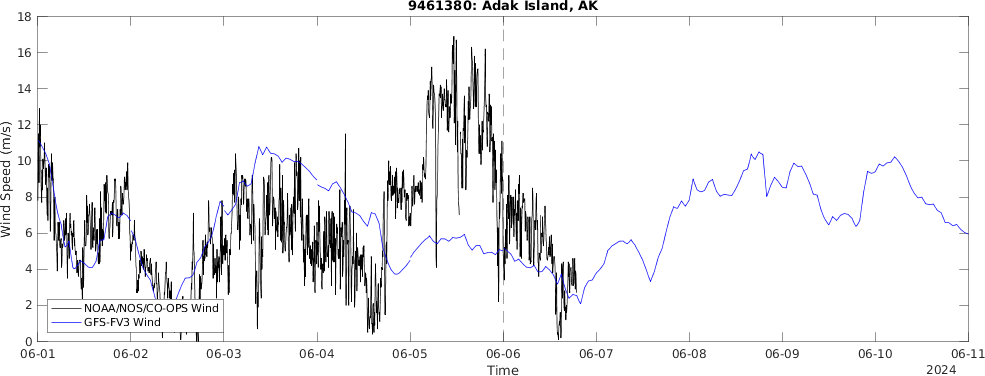 9461380: Adak Island, AK
Wind Speed (m/s)
18
16
14
12
10
8
6
4
2
0
NOAA/NOS/CO-OPS Wind
GFS-FV3 Wind
06-01 06-02 06-03 06-04 06-05 06-06 06-07 06-08 06-09 06-10 06-11
Time
2024